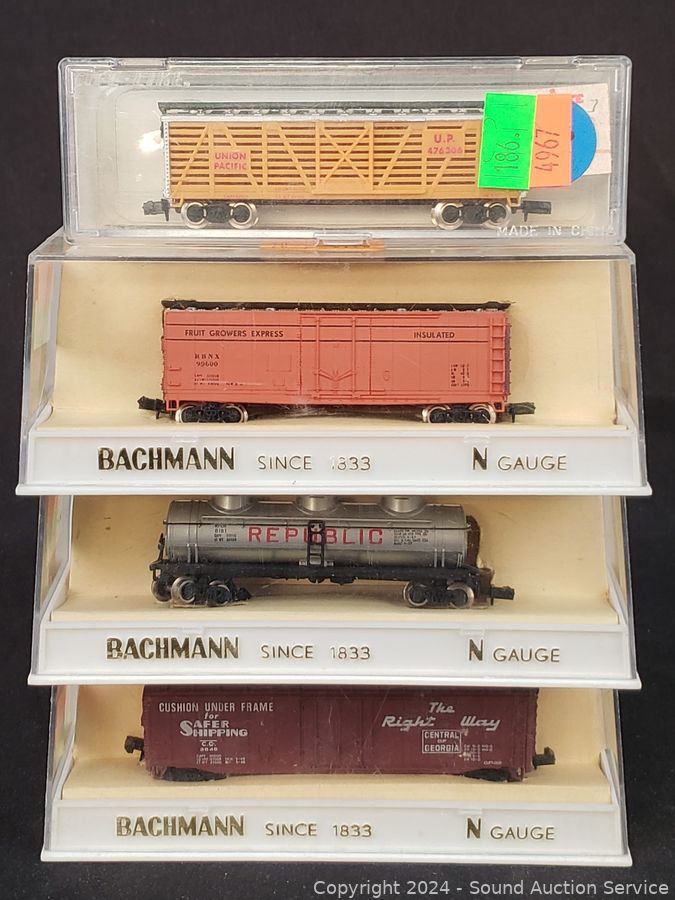 UNION
PACIFIC
U.P.
476306
186.
4967
MADE IN CHINA
FRUIT GROWERS EXPRESS
INSULATED
RBNX
99600
BACHMANN SINCE 1833 N GAUGE
REPUBLIC
BACHMANN SINCE 1833 N GAUGE
CUSHION UNDER FRAME
for
SAFER
SHIPPING
The
Right Way
CENTRAL
OF
GEORGIA
BACHMANN SINCE 1833 N GAUGE
Copyright 2024 - Sound Auction Service